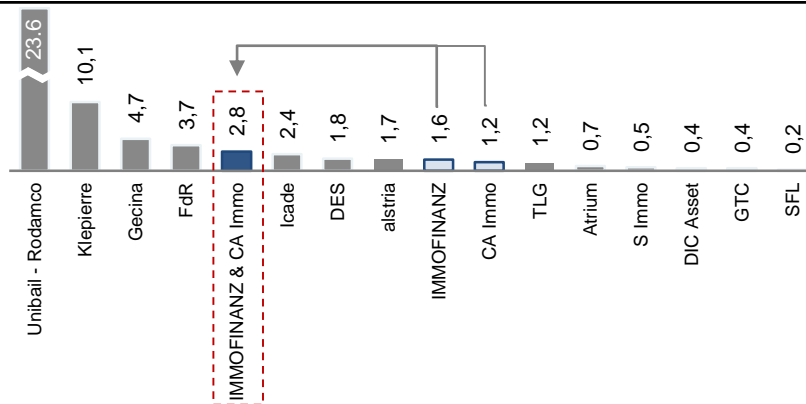 23.6
10,1
4,7
3,7
2,8
2,4
1,8
1,7
1,6
1,2
1,2
0,7
0,5
0,4
0,4
0,2
Unibail - Rodamco
Klepierre
Gecina
FdR
IMMOFINANZ & CA Immo
Icade
DES
alstria
IMMOFINANZ
CA Immo
TLG
Atrium
S Immo
DIC Asset
GTC
SFL